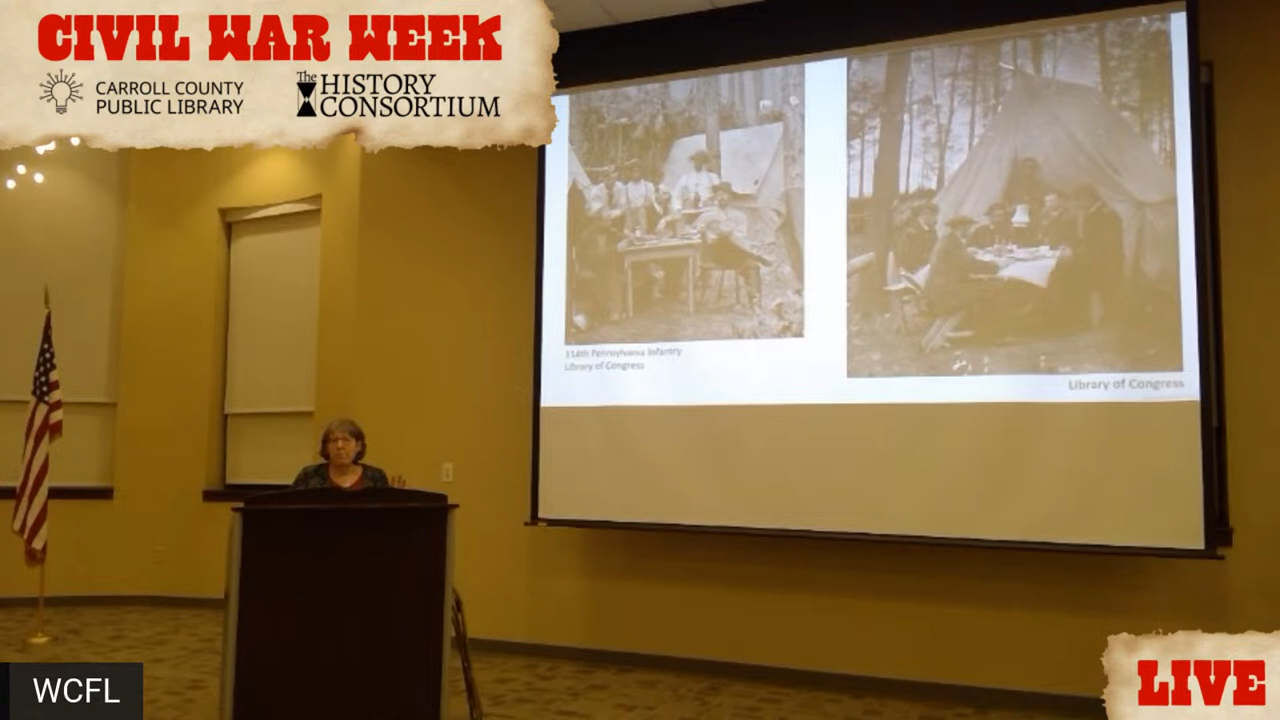 CIVIL WAR WEEK
CARROLL COUNTY
PUBLIC LIBRARY
The HISTORY
CONSORTIUM
114th Pennsylvania Infantry
Library of Congress
Library of Congress
WCFL
LIVE